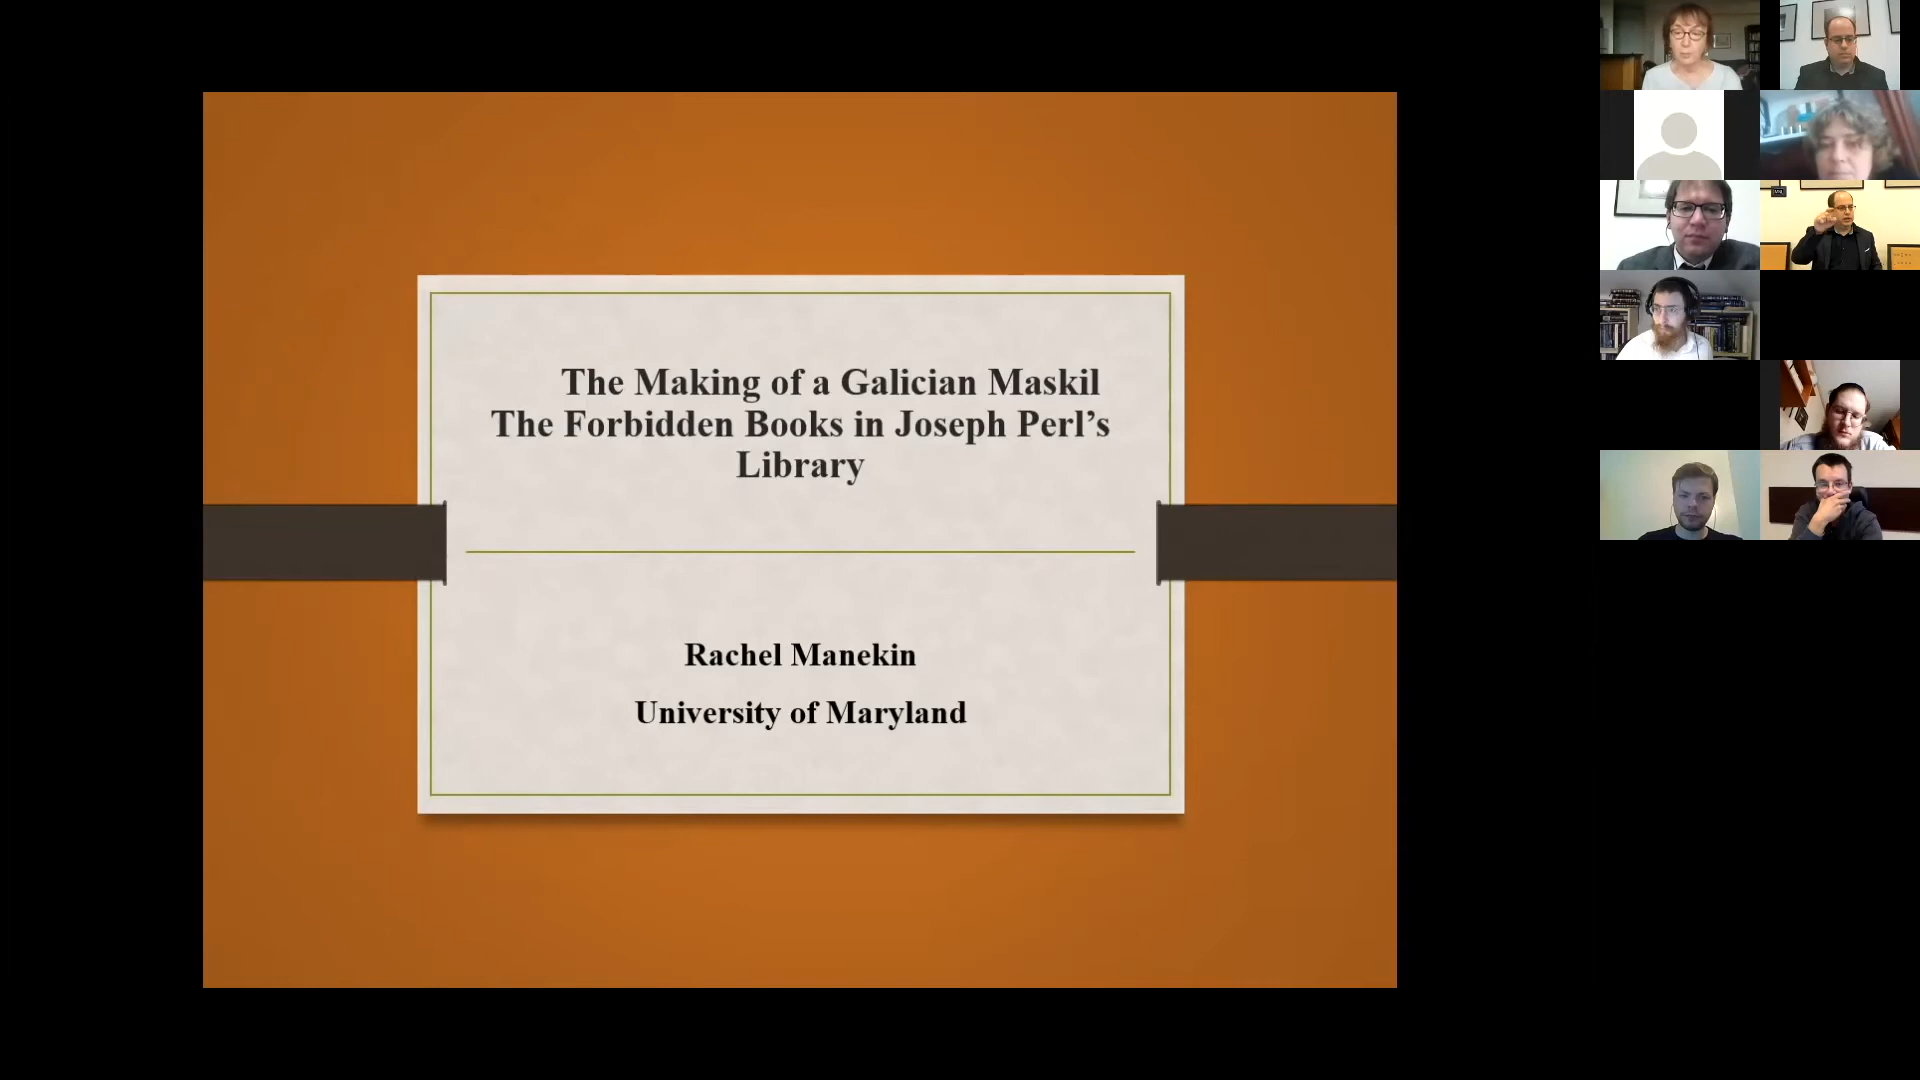 The Making of a Galician Maskil
The Forbidden Books in Joseph Perl’s
Library
Rachel Manekin
University of Maryland